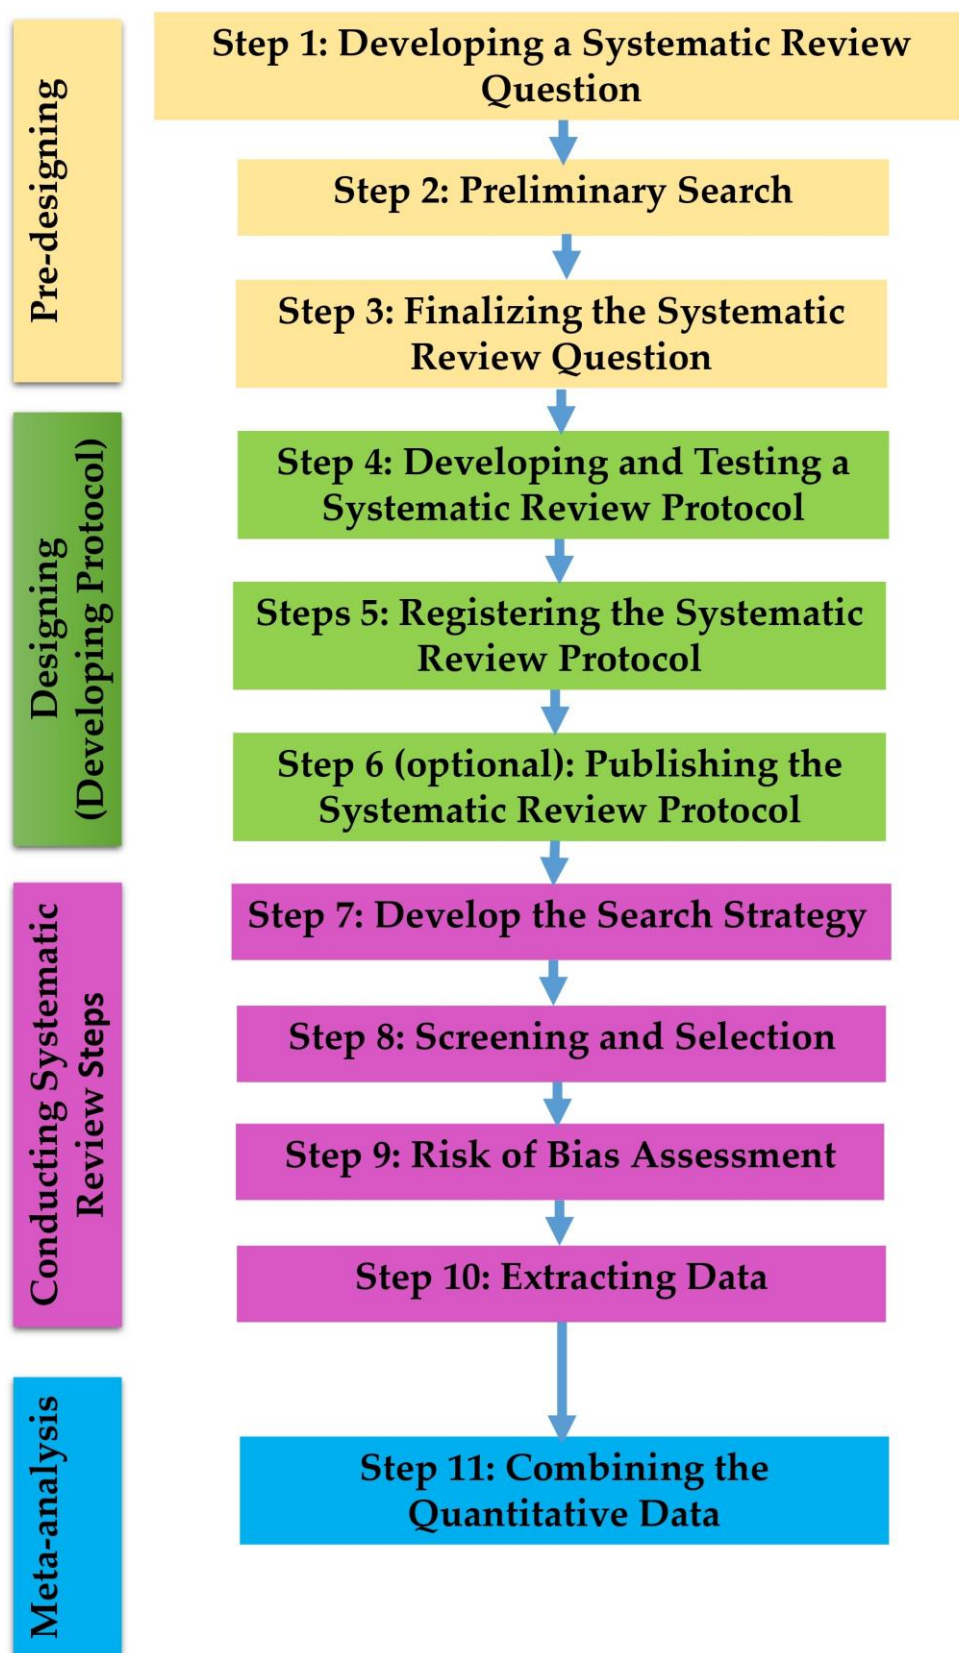 Pre-designing
Step 1: Developing a Systematic Review
Question
Step 2: Preliminary Search
Step 3: Finalizing the Systematic
Review Question
Designing
(Developing Protocol)
Step 4: Developing and Testing a
Systematic Review Protocol
Steps 5: Registering the Systematic
Review Protocol
Step 6 (optional): Publishing the
Systematic Review Protocol
Conducting Systematic
Review Steps
Step 7: Develop the Search Strategy
Step 8: Screening and Selection
Step 9: Risk of Bias Assessment
Step 10: Extracting Data
Meta-analysis
Step 11: Combining the
Quantitative Data